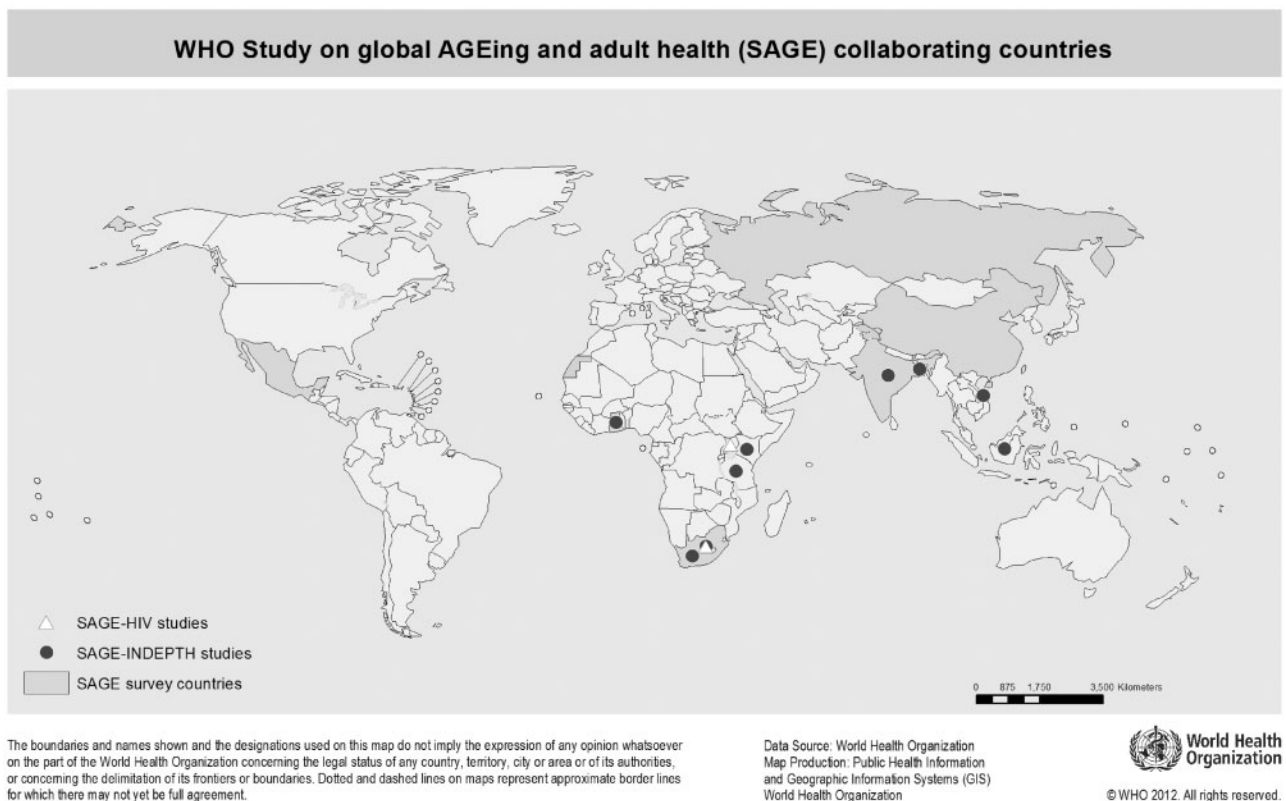 WHO Study on global AGEing and adult health (SAGE) collaborating countries
SAGE-HIV studies
SAGE-INDEPTH studies
SAGE survey countries
0 875 1,750 3,500 Kilometers
The boundaries and names shown and the designations used on this map do not imply the expression of any opinion whatsoever
on the part of the World Health Organization concerning the legal status of any country, territory, city or area or of its authorities,
or concerning the delimitation of its frontiers or boundaries. Dotted and dashed lines on maps represent approximate border lines
for which there may not yet be full agreement.
Data Source: World Health Organization
Map Production: Public Health Information
and Geographic Information Systems (GIS)
World Health Organization
World Health
Organization
© WHO 2012. All rights reserved.